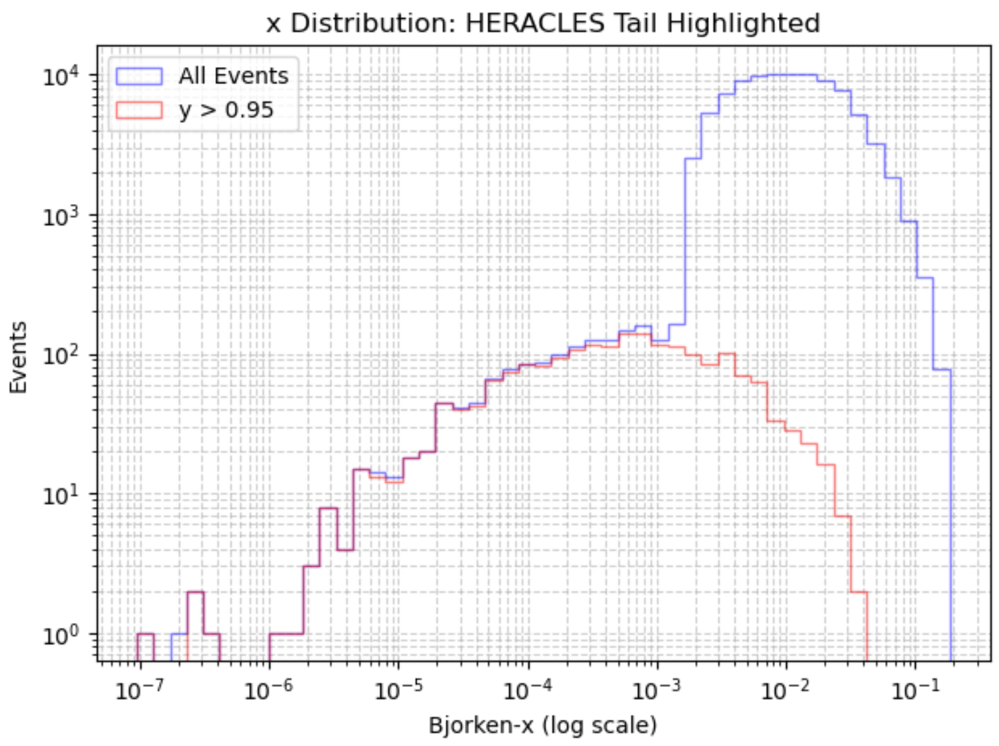 x Distribution: HERACLES Tail Highlighted
All Events
y > 0.95
Events
10⁴
10³
10²
10¹
10⁰
10⁻⁷ 10⁻⁶ 10⁻⁵ 10⁻⁴ 10⁻³ 10⁻² 10⁻¹
Bjorken-x (log scale)